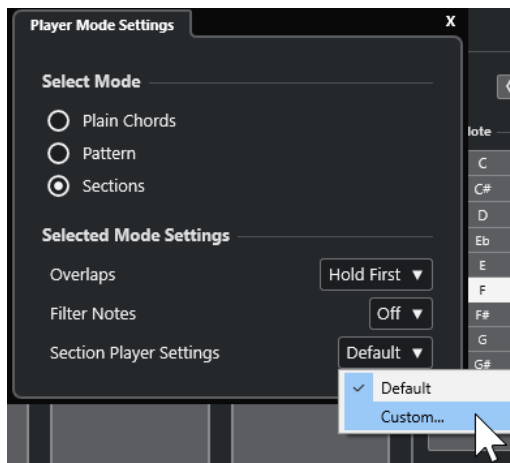 Player Mode Settings
X
Select Mode
Plain Chords
Pattern
Sections
Selected Mode Settings
Overlaps Hold First ▼
Filter Notes Off ▼
Section Player Settings Default ▼
✓ Default
Custom...
C
C#
D
Eb
E
F
F#
G
G#